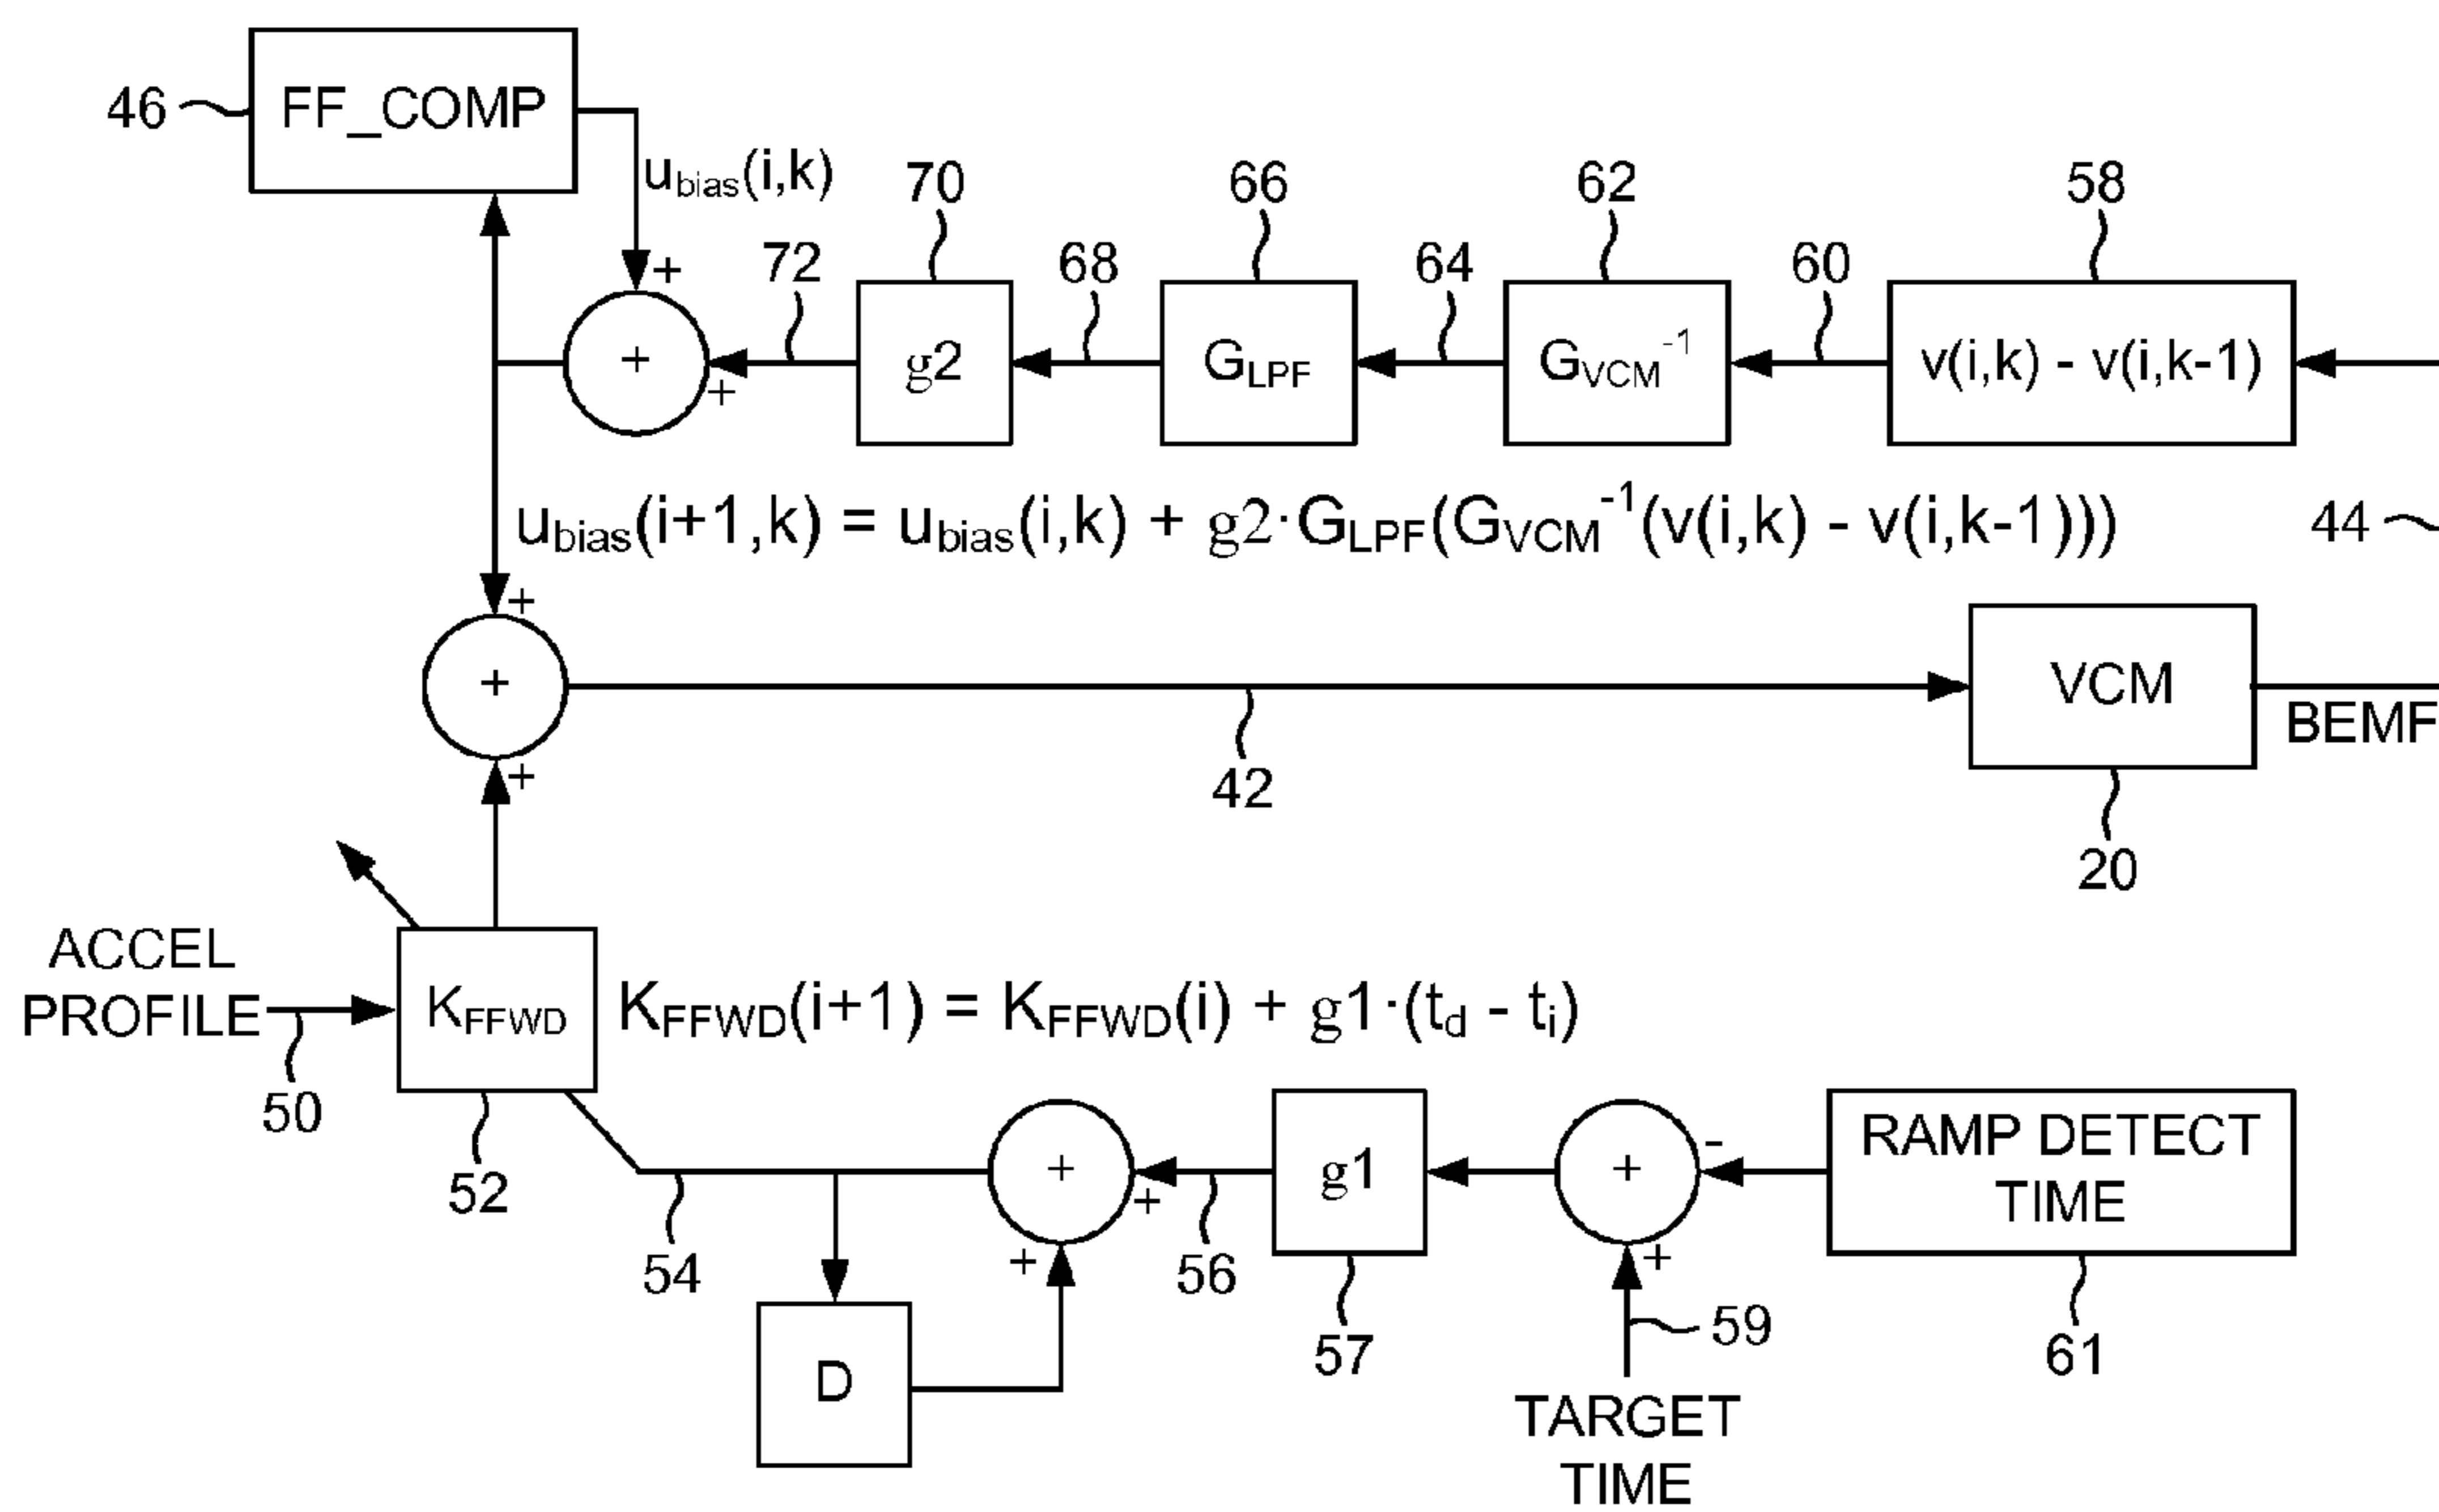 46
FF_COMP
u_bias(i,k)
70
66
62
58
72
68
64
60
+
+
+
g2
G_LPF
G_VCM^-1
v(i,k) - v(i,k-1)
u_bias(i+1,k) = u_bias(i,k) + g2·G_LPF(G_VCM^-1(v(i,k) - v(i,k-1)))
44
+
+
+
VCM
BEMF
42
20
ACCEL
PROFILE
K_FFWD
K_FFWD(i+1) = K_FFWD(i) + g1·(t_d - t_i)
50
52
54
+
+
+
56
g1
57
+
-
+
RAMP DETECT
TIME
59
61
D
TARGET
TIME